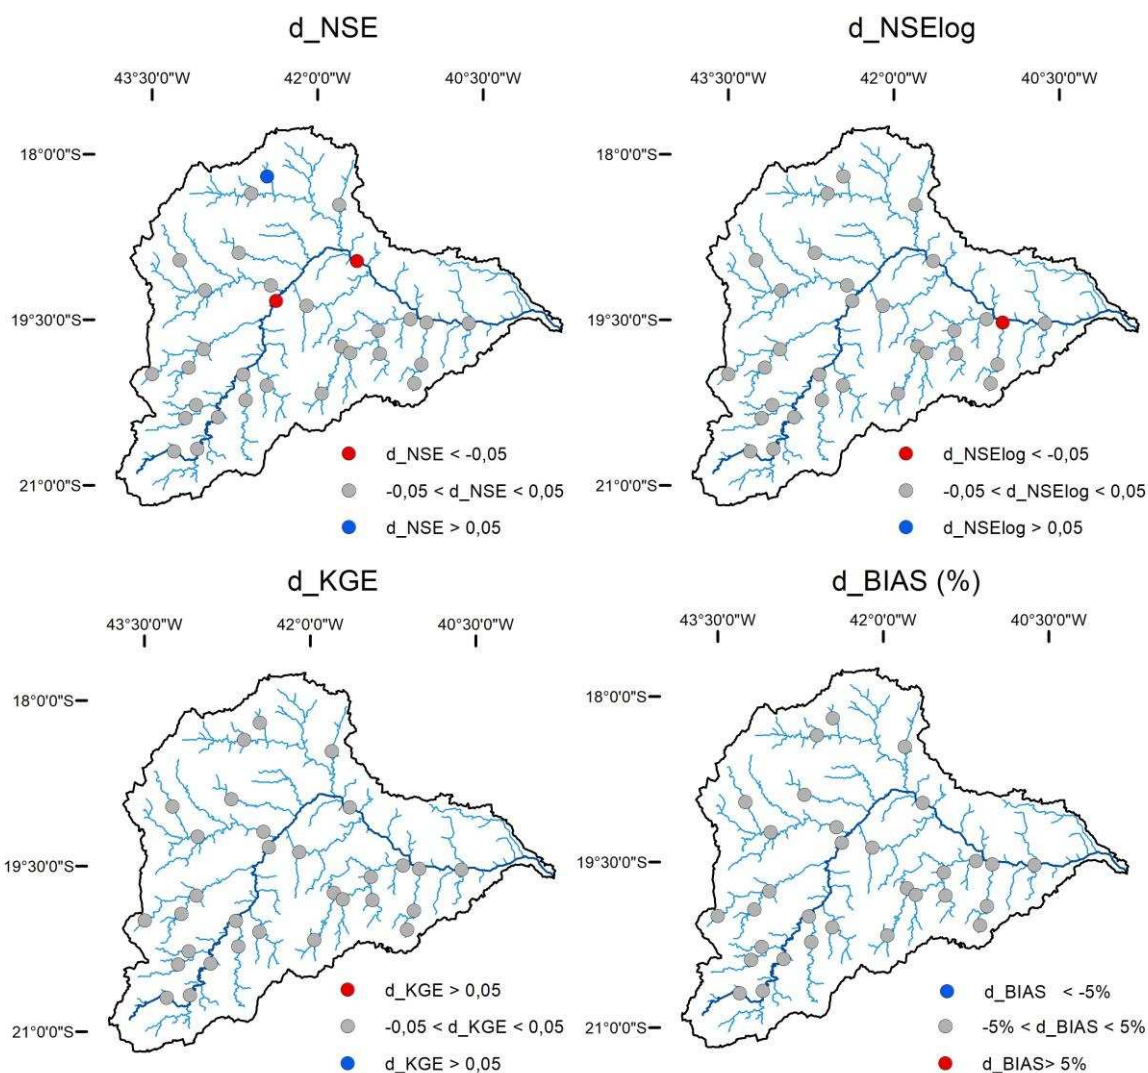 d_NSE
43°30'0"W 42°0'0"W 40°30'0"W
18°0'0"S
19°30'0"S
21°0'0"S
d_NSE < -0,05
-0,05 < d_NSE < 0,05
d_NSE > 0,05
d_NSElog
43°30'0"W 42°0'0"W 40°30'0"W
18°0'0"S
19°30'0"S
21°0'0"S
d_NSElog < -0,05
-0,05 < d_NSElog < 0,05
d_NSElog > 0,05
d_KGE
43°30'0"W 42°0'0"W 40°30'0"W
18°0'0"S
19°30'0"S
21°0'0"S
d_KGE > 0,05
-0,05 < d_KGE < 0,05
d_KGE > 0,05
d_BIAS (%)
43°30'0"W 42°0'0"W 40°30'0"W
18°0'0"S
19°30'0"S
21°0'0"S
d_BIAS < -5%
-5% < d_BIAS < 5%
d_BIAS> 5%